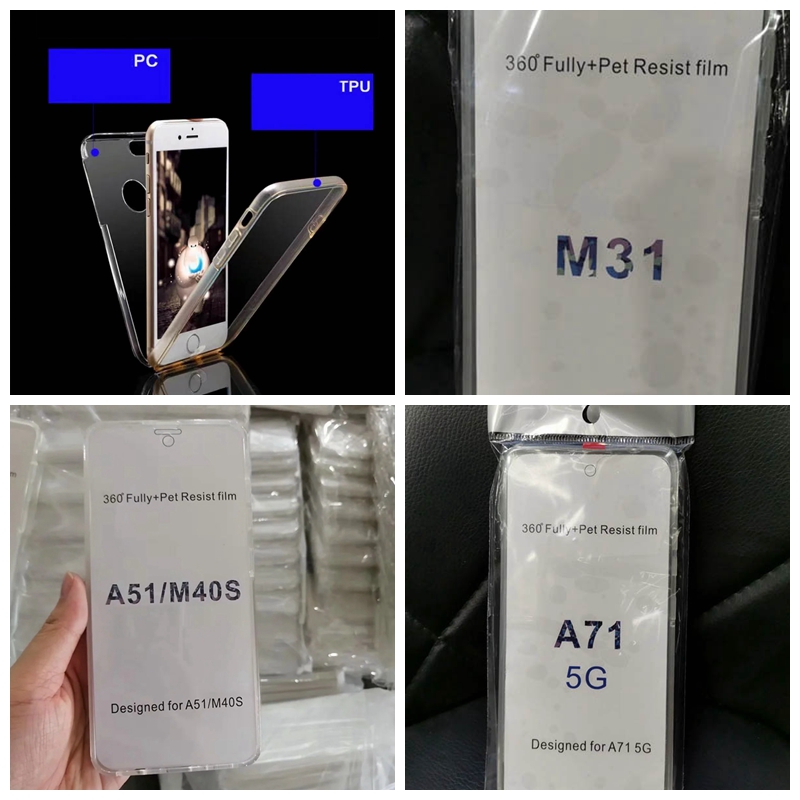 PC
TPU
360°Fully+Pet Resist film
M31
360°Fully+Pet Resist film
A51/M40S
Designed for A51/M40S
360°Fully+Pet Resist film
A71
5G
Designed for A71 5G